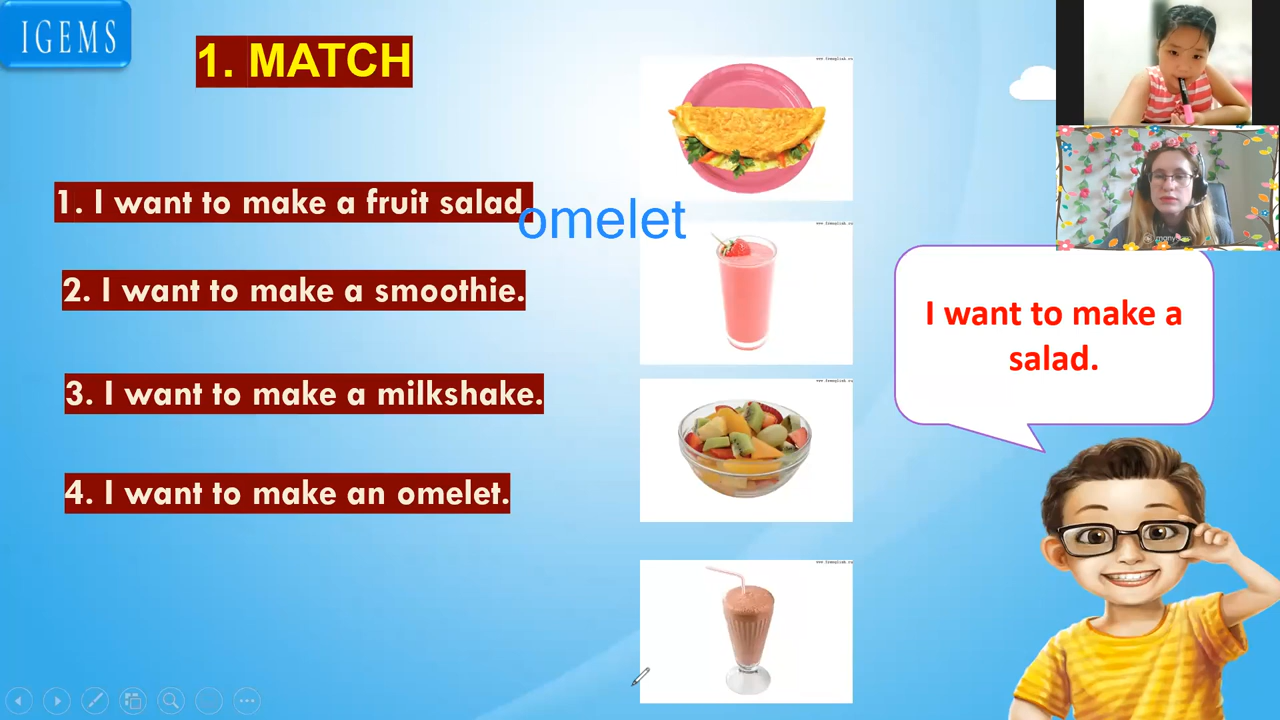 IGEMS
1. MATCH
1. I want to make a fruit salad.
omelet
2. I want to make a smoothie.
3. I want to make a milkshake.
4. I want to make an omelet.
I want to make a
salad.